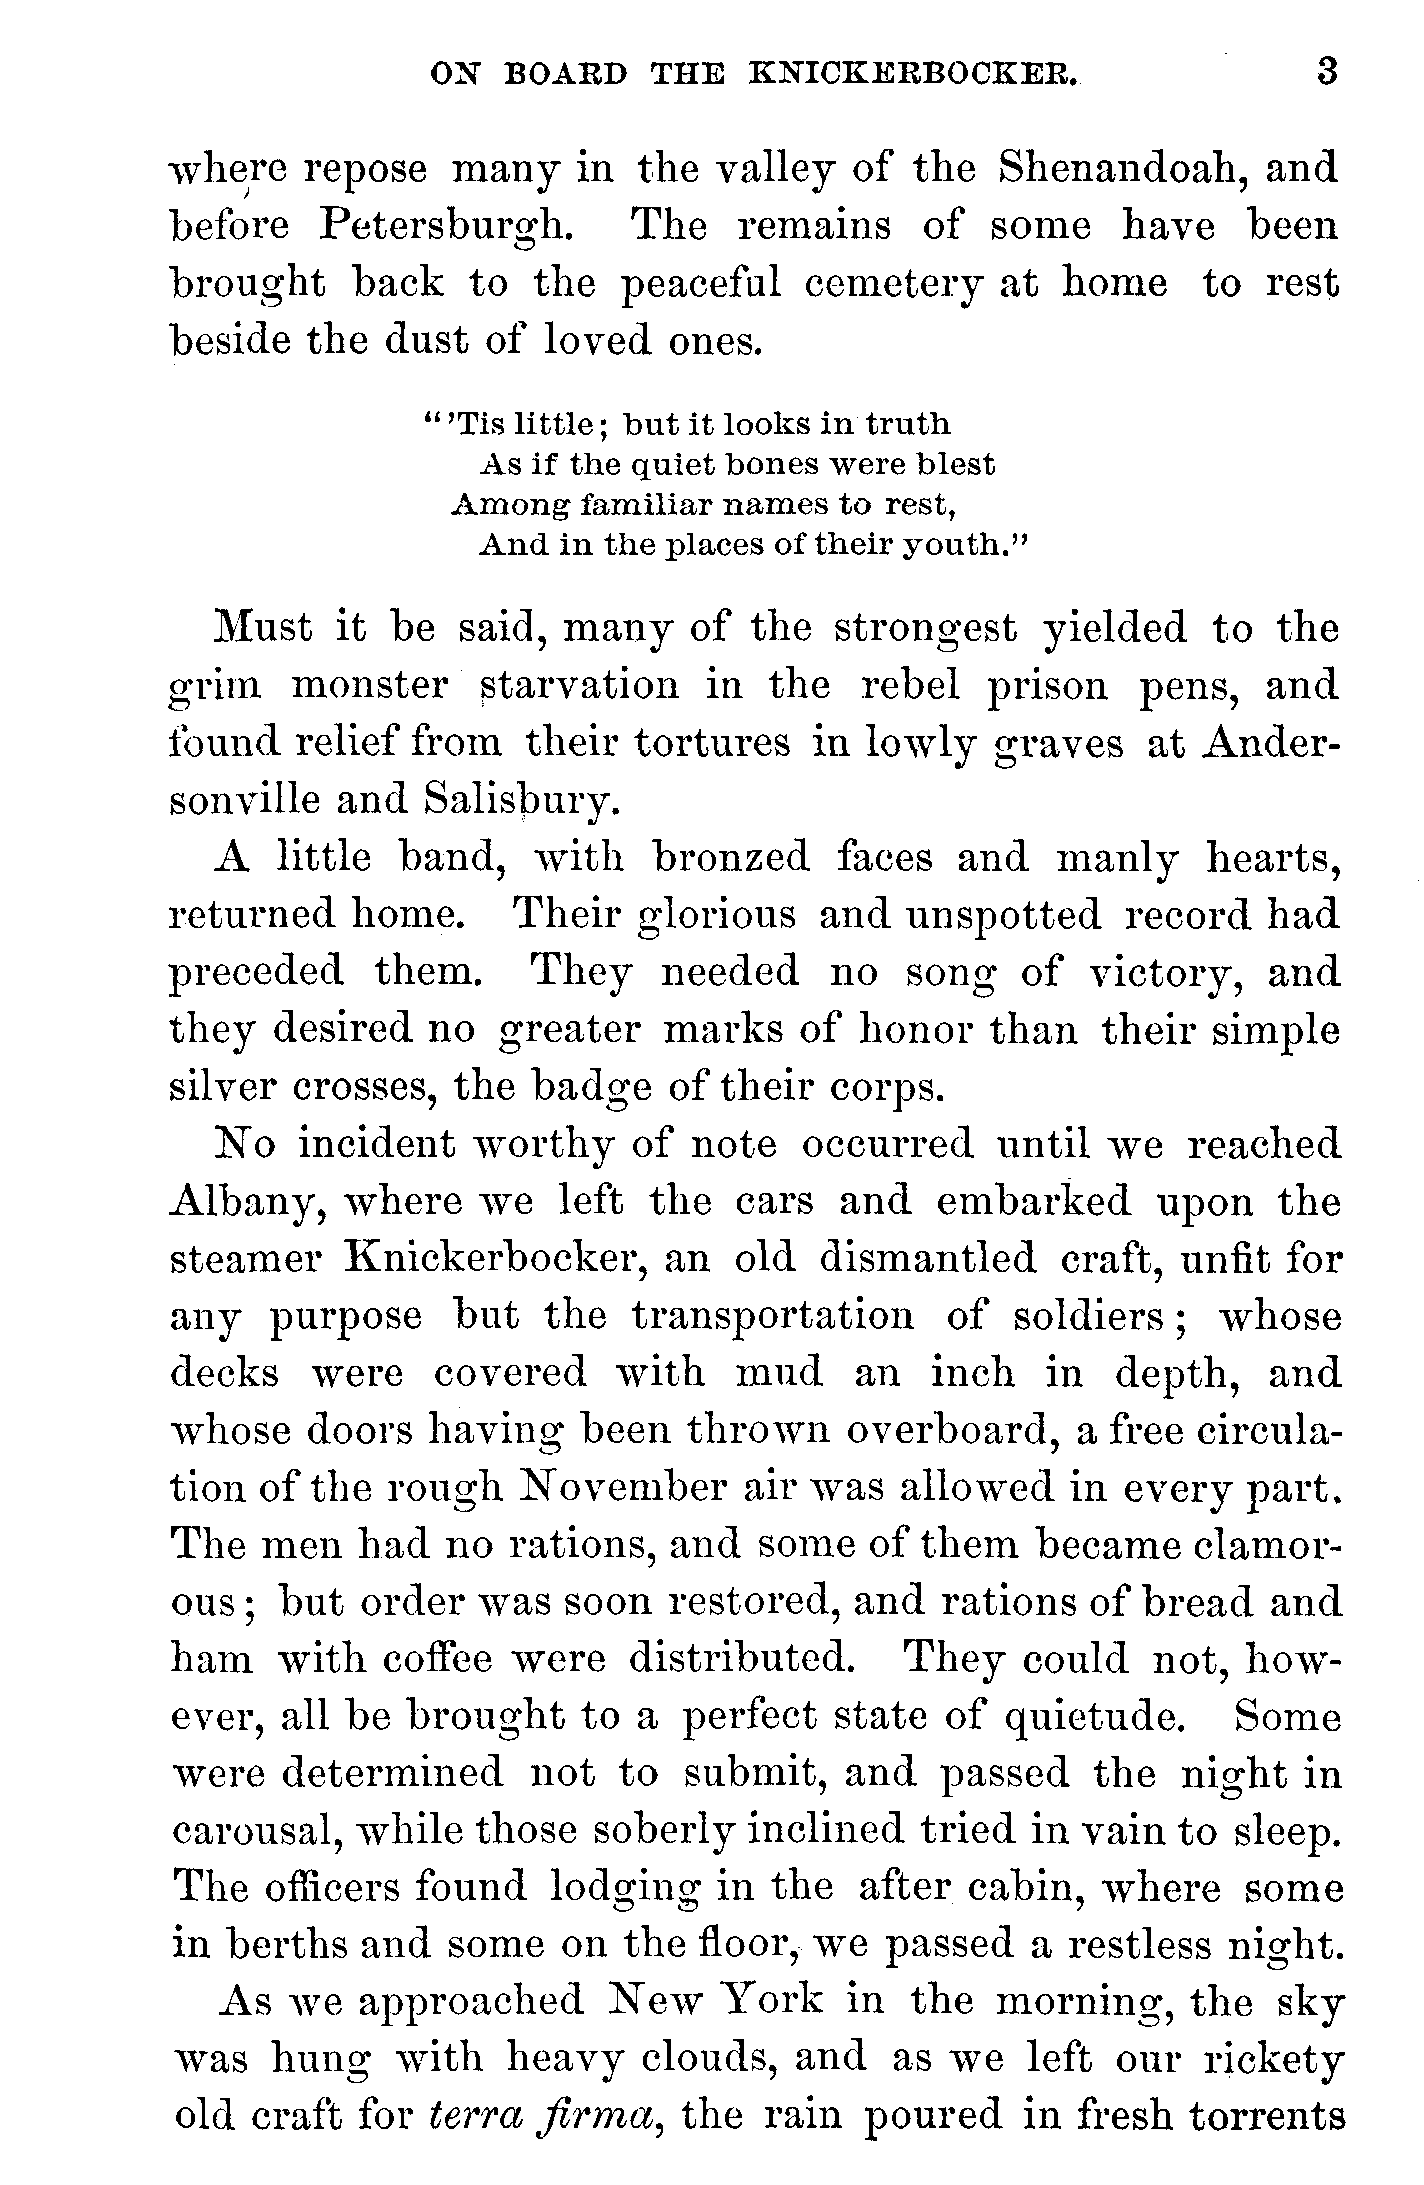 ON BOARD THE KNICKERBOCKER. 3
where repose many in the valley of the Shenandoah, and
before Petersburgh. The remains of some have been
brought back to the peaceful cemetery at home to rest
beside the dust of loved ones.
"'Tis little; but it looks in truth
As if the quiet bones were blest
Among familiar names to rest,
And in the places of their youth."
Must it be said, many of the strongest yielded to the
grim monster starvation in the rebel prison pens, and
found relief from their tortures in lowly graves at Ander-
sonville and Salisbury.
A little band, with bronzed faces and manly hearts,
returned home. Their glorious and unspotted record had
preceded them. They needed no song of victory, and
they desired no greater marks of honor than their simple
silver crosses, the badge of their corps.
No incident worthy of note occurred until we reached
Albany, where we left the cars and embarked upon the
steamer Knickerbocker, an old dismantled craft, unfit for
any purpose but the transportation of soldiers; whose
decks were covered with mud an inch in depth, and
whose doors having been thrown overboard, a free circula-
tion of the rough November air was allowed in every part.
The men had no rations, and some of them became clamor-
ous; but order was soon restored, and rations of bread and
ham with coffee were distributed. They could not, how-
ever, all be brought to a perfect state of quietude. Some
were determined not to submit, and passed the night in
carousal, while those soberly inclined tried in vain to sleep.
The officers found lodging in the after cabin, where some
in berths and some on the floor, we passed a restless night.
As we approached New York in the morning, the sky
was hung with heavy clouds, and as we left our rickety
old craft for terra firma, the rain poured in fresh torrents